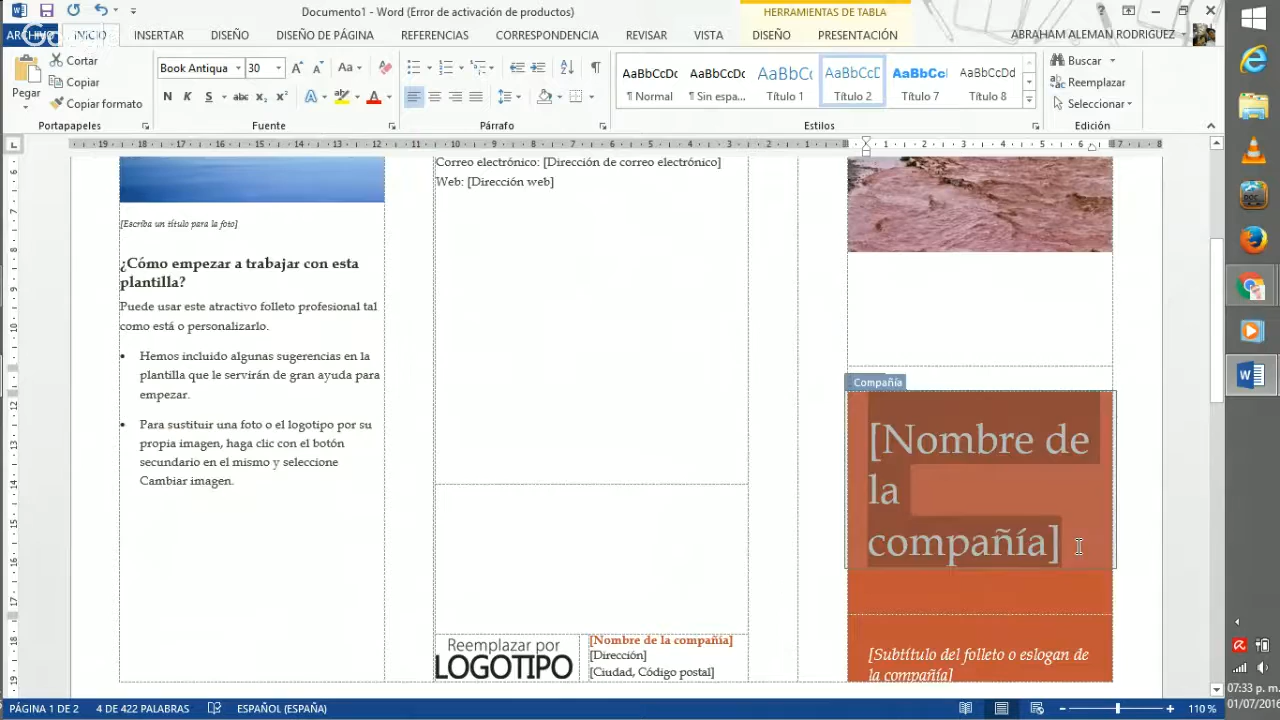 Documento1 - Word (Error de activación de productos)
HERRAMIENTAS DE TABLA
ARCHIVO INICIO INSERTAR DISEÑO DISEÑO DE PÁGINA REFERENCIAS CORRESPONDENCIA REVISAR VISTA DISEÑO PRESENTACIÓN ABRAHAM ALEMAN RODRIGUEZ
Pegar
Cortar
Copiar
Copiar formato
Portapapeles
Book Antiqua 30
N K S abc
Fuente
Párrafo
AaBbCcDc AaBbCcDc AaBbCc AaBbCcD AaBbCc AaBbCcDd
¶ Normal ¶ Sin espa... Título 1 Título 2 Título 7 Título 8
Estilos
Buscar
Reemplazar
Seleccionar
Edición
[Escriba un título para la foto]
¿Cómo empezar a trabajar con esta
plantilla?
Puede usar este atractivo folleto profesional tal
como está o personalizarlo.
• Hemos incluido algunas sugerencias en la
plantilla que le servirán de gran ayuda para
empezar.
• Para sustituir una foto o el logotipo por su
propia imagen, haga clic con el botón
secundario en el mismo y seleccione
Cambiar imagen.
Correo electrónico: [Dirección de correo electrónico]
Web: [Dirección web]
Reemplazar por
LOGOTIPO
[Nombre de la compañía]
[Dirección]
[Ciudad, Código postal]
Compañía
[Nombre de
la
compañía]
[Subtítulo del folleto o eslogan de
la compañía]
PÁGINA 1 DE 2 4 DE 422 PALABRAS ESPAÑOL (ESPAÑA) 110 %
07:33 p. m.